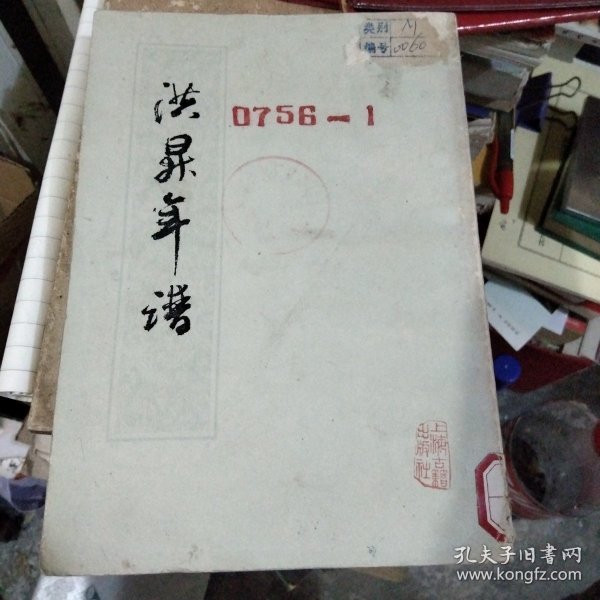 类别 M
编号 0060
0756-1
洪昇年谱
上海古籍
出版社
孔夫子旧书网
www.kongfz.com